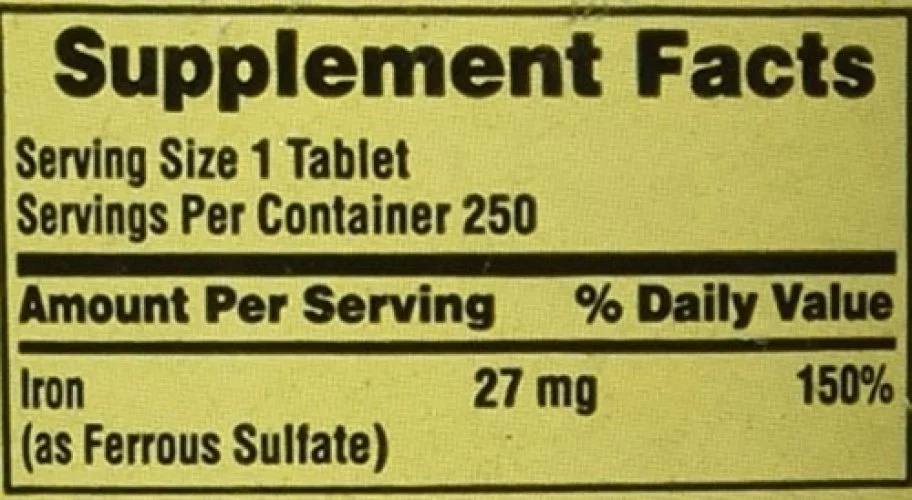 Supplement Facts
Serving Size 1 Tablet
Servings Per Container 250
Amount Per Serving % Daily Value
Iron 27 mg 150%
(as Ferrous Sulfate)